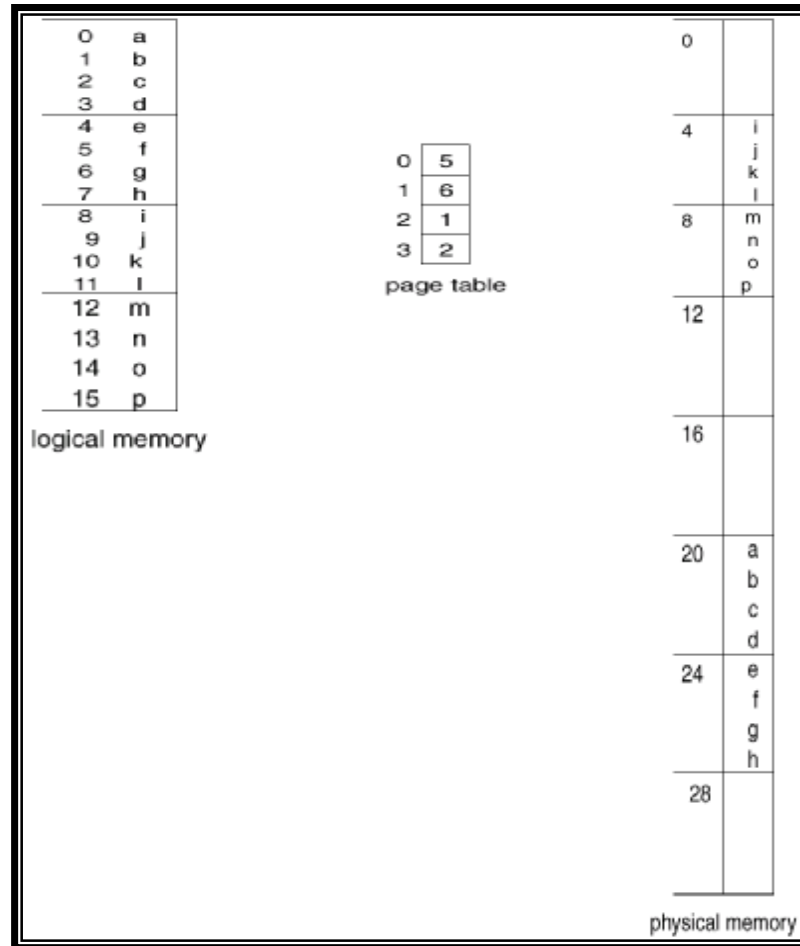 0 a
1 b
2 c
3 d
4 e
5 f
6 g
7 h
8 i
9 j
10 k
11 l
12 m
13 n
14 o
15 p
logical memory
0 5
1 6
2 1
3 2
page table
0
4 i
j
k
l
8 m
n
o
p
12
16
20 a
b
c
d
24 e
f
g
h
28
physical memory